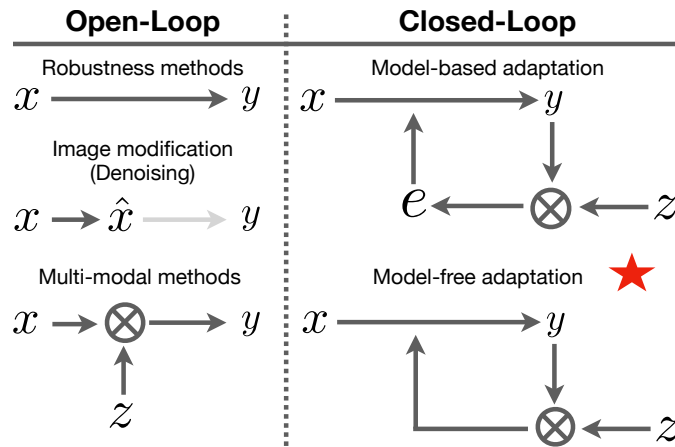 Open-Loop
Robustness methods
x y
Image modification
(Denoising)
x x̂ y
Multi-modal methods
x y
z
Closed-Loop
Model-based adaptation
x y
e z
Model-free adaptation
x y
z